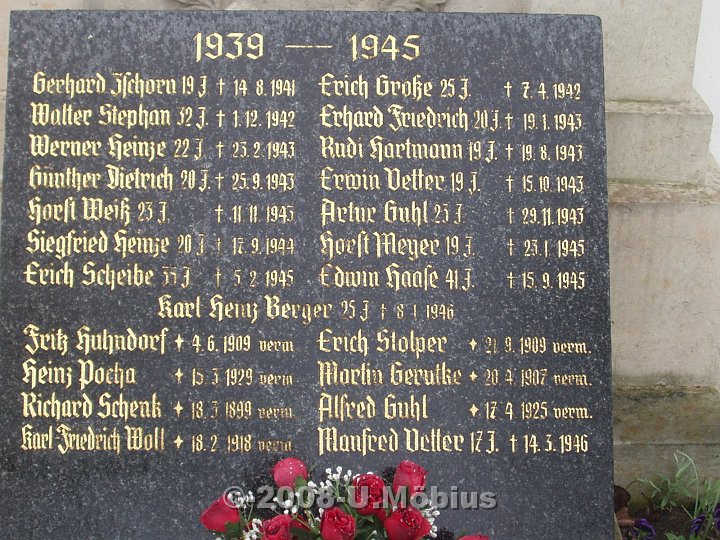 1939 — 1945
Gerhard Zschorn 19 J. † 14. 8. 1941
Walter Stephan 32 J. † 1. 12. 1942
Werner Heinze 22 J. † 23. 2. 1943
Günther Dietrich 20 J. † 25. 9. 1943
Horst Weiß 23 J. † 11. 11. 1943
Siegfried Heinze 20 J. † 17. 9. 1944
Erich Scheibe 35 J. † 5. 2. 1945
Erich Große 25 J. † 7. 4. 1942
Erhard Friedrich 20 J. † 19. 1. 1943
Rudi Hartmann 19 J. † 19. 8. 1943
Erwin Vetter 19 J. † 15. 10. 1943
Artur Guhl 23 J. † 29. 11. 1943
Horst Meyer 19 J. † 23. 1. 1945
Edwin Haase 41 J. † 15. 9. 1945
Karl Heinz Berger 25 J. † 8. 1. 1946
Fritz Huhndorf ✦ 4. 6. 1909 verm.
Heinz Pocha ✦ 15. 3. 1929 verm.
Richard Schenk ✦ 18. 3. 1899 verm.
Karl Friedrich Woll ✦ 18. 2. 1918 verm.
Erich Stolper ✦ 21. 9. 1909 verm.
Martin Gerutke ✦ 20. 4. 1907 verm.
Alfred Guhl ✦ 17. 4. 1925 verm.
Manfred Vetter 17 J. † 14. 3. 1946
© 2008-U.Möbius